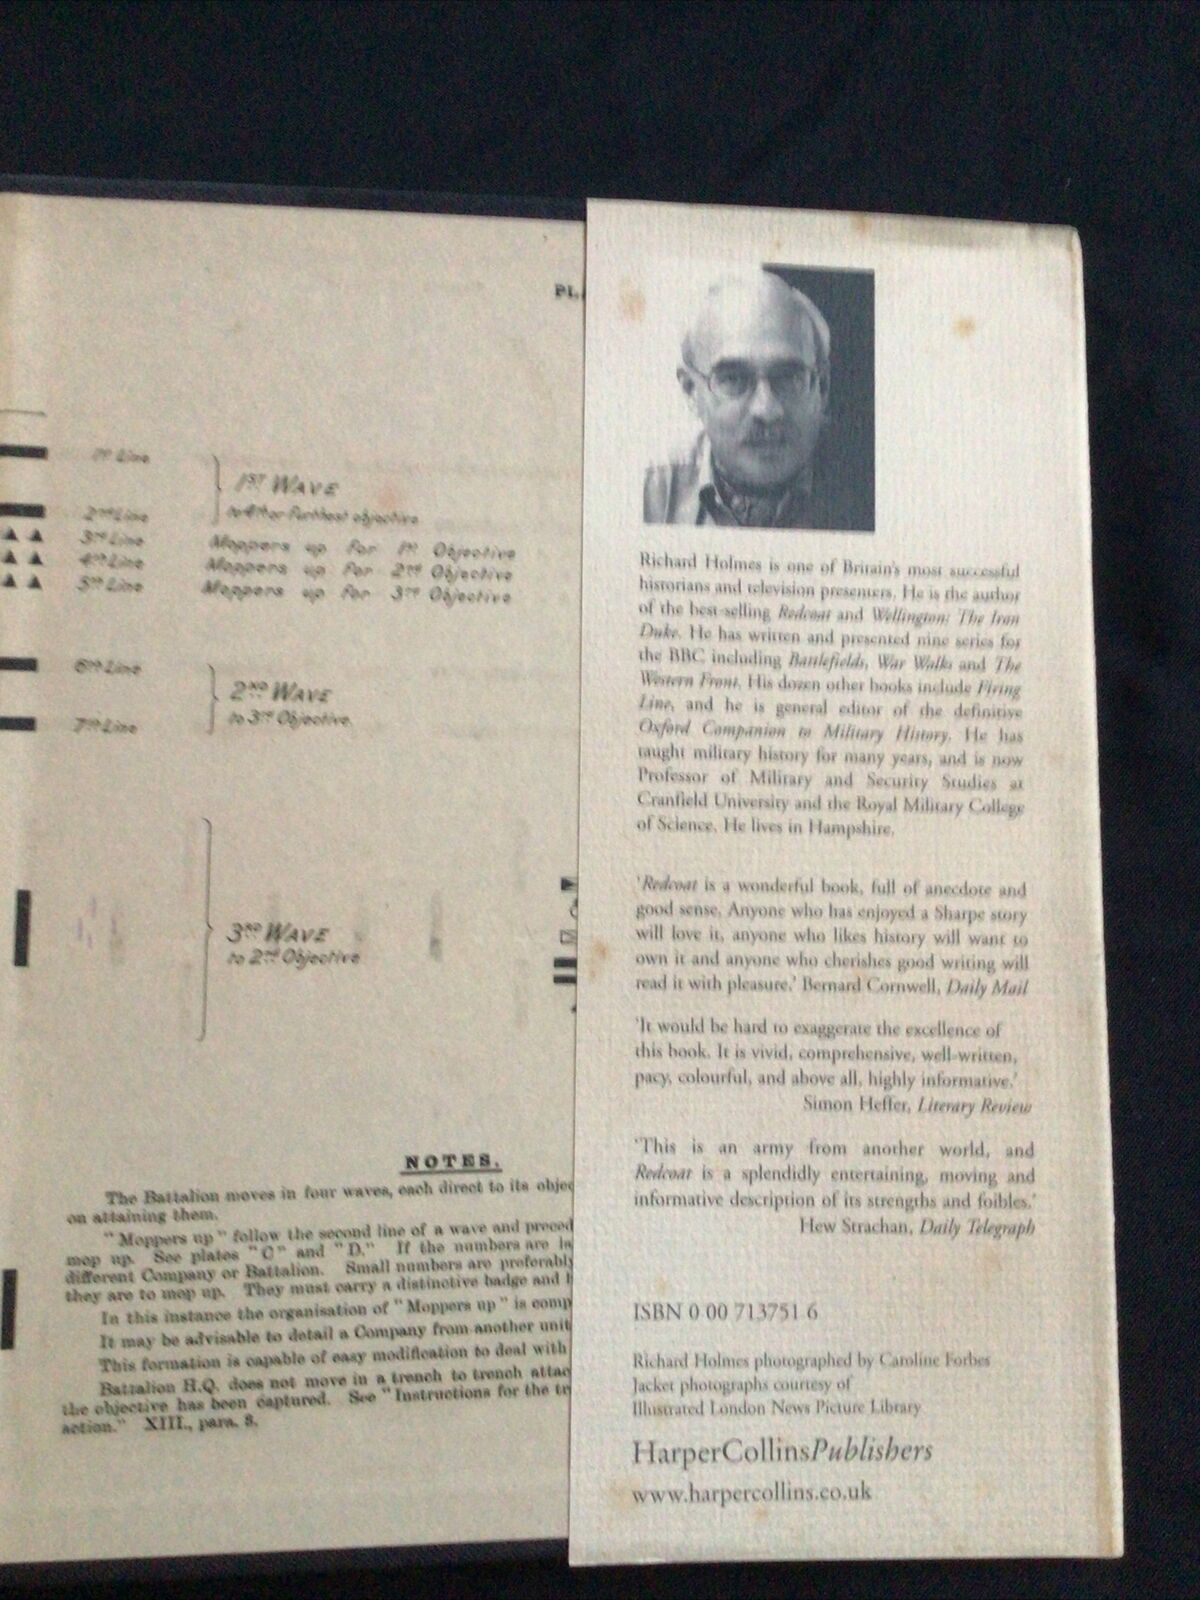 PL
1ST Line
1ST WAVE
2ND Line
to 4th or furthest objective
3RD Line Moppers up for 1ST Objective
4TH Line Moppers up for 2ND Objective
5TH Line Moppers up for 3RD Objective
6TH Line
2ND WAVE
to 3RD Objective
7TH Line
3RD WAVE
to 2ND Objective
NOTES.
The Battalion moves in four waves, each direct to its objec
on attaining them.
"Moppers up" follow the second line of a wave and preced
mop up. See plates "C" and "D." If the numbers are la
different Company or Battalion. Small numbers are preferably
they are to mop up. They must carry a distinctive badge and
In this instance the organisation of "Moppers up" is comp
It may be advisable to detail a Company from another unit
This formation is capable of easy modification to deal with
Battalion H.Q. does not move in a trench to trench attac
the objective has been captured. See "Instructions for the tr
action." XIII., para. 8.
Richard Holmes is one of Britain's most successful
historians and television presenters. He is the author
of the best-selling Redcoat and Wellington: The Iron
Duke. He has written and presented nine series for
the BBC including Battlefields, War Walks and The
Western Front. His dozen other books include Firing
Line, and he is general editor of the definitive
Oxford Companion to Military History. He has
taught military history for many years, and is now
Professor of Military and Security Studies at
Cranfield University and the Royal Military College
of Science. He lives in Hampshire.
'Redcoat is a wonderful book, full of anecdote and
good sense. Anyone who has enjoyed a Sharpe story
will love it, anyone who likes history will want to
own it and anyone who cherishes good writing will
read it with pleasure.' Bernard Cornwell, Daily Mail
'It would be hard to exaggerate the excellence of
this book. It is vivid, comprehensive, well-written,
pacy, colourful, and above all, highly informative.'
Simon Heffer, Literary Review
'This is an army from another world, and
Redcoat is a splendidly entertaining, moving and
informative description of its strengths and foibles.'
Hew Strachan, Daily Telegraph
ISBN 0 00 713751 6
Richard Holmes photographed by Caroline Forbes
Jacket photographs courtesy of
Illustrated London News Picture Library
HarperCollinsPublishers
www.harpercollins.co.uk